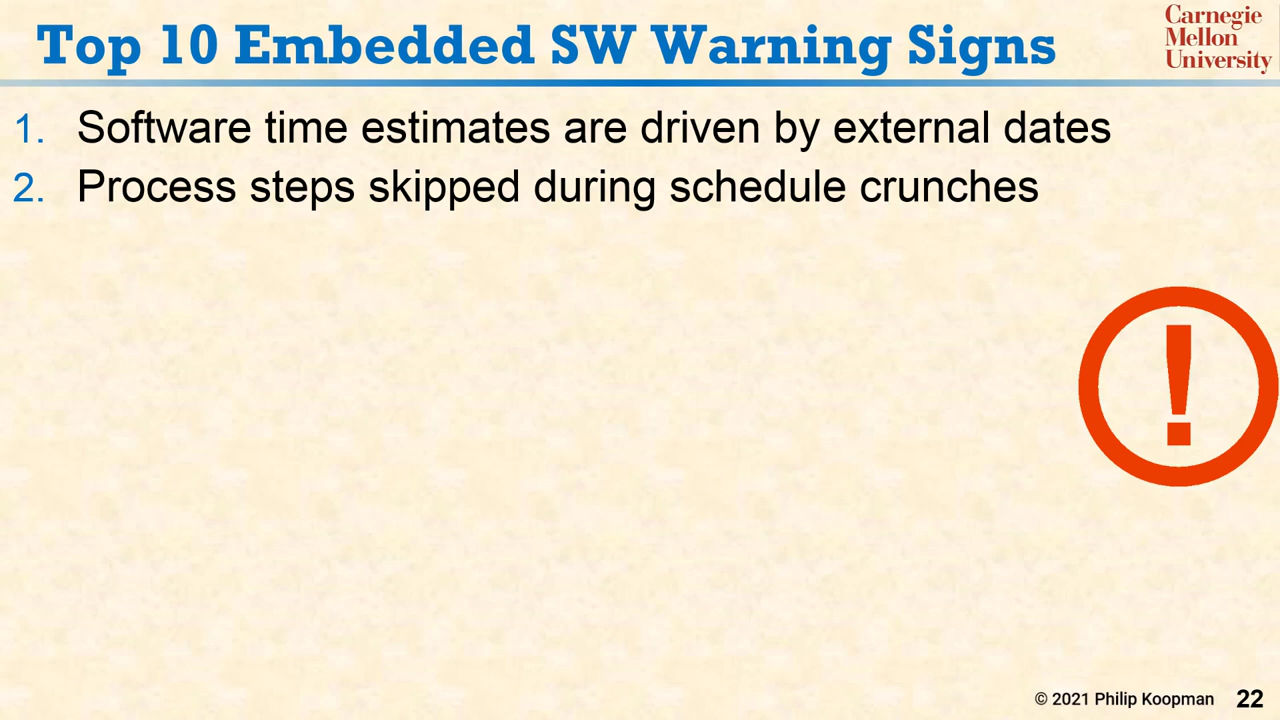 Top 10 Embedded SW Warning Signs
Carnegie
Mellon
University
1. Software time estimates are driven by external dates
2. Process steps skipped during schedule crunches
!
© 2021 Philip Koopman 22